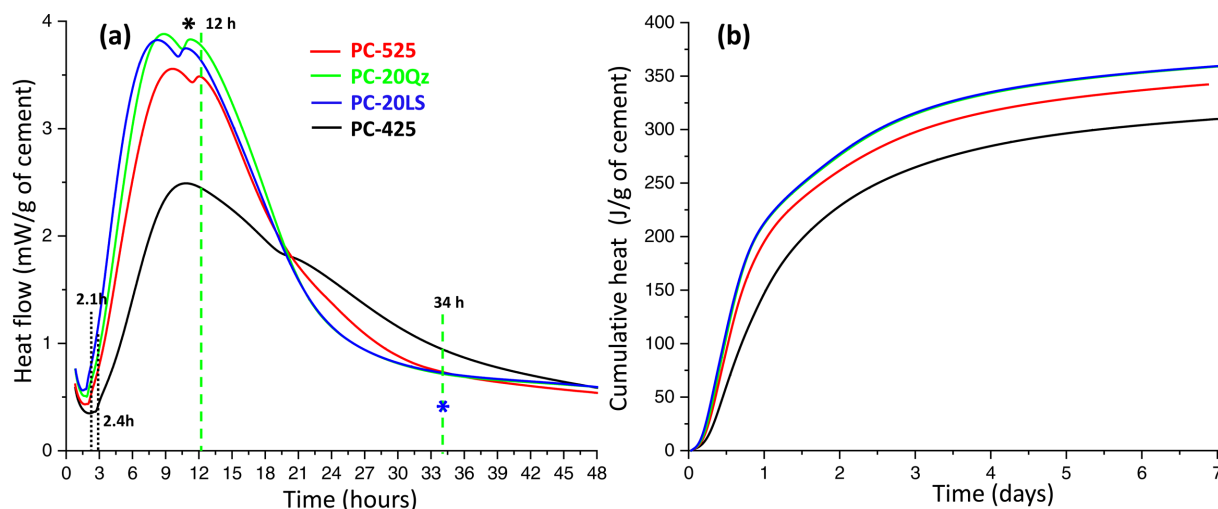 (a)
*
12 h
PC-525
PC-20Qz
PC-20LS
PC-425
2.1h
2.4h
34 h
*
Heat flow (mW/g of cement)
4
3
2
1
0
0 3 6 9 12 15 18 21 24 27 30 33 36 39 42 45 48
Time (hours)
(b)
Cumulative heat (J/g of cement)
400
350
300
250
200
150
100
50
0
0 1 2 3 4 5 6 7
Time (days)